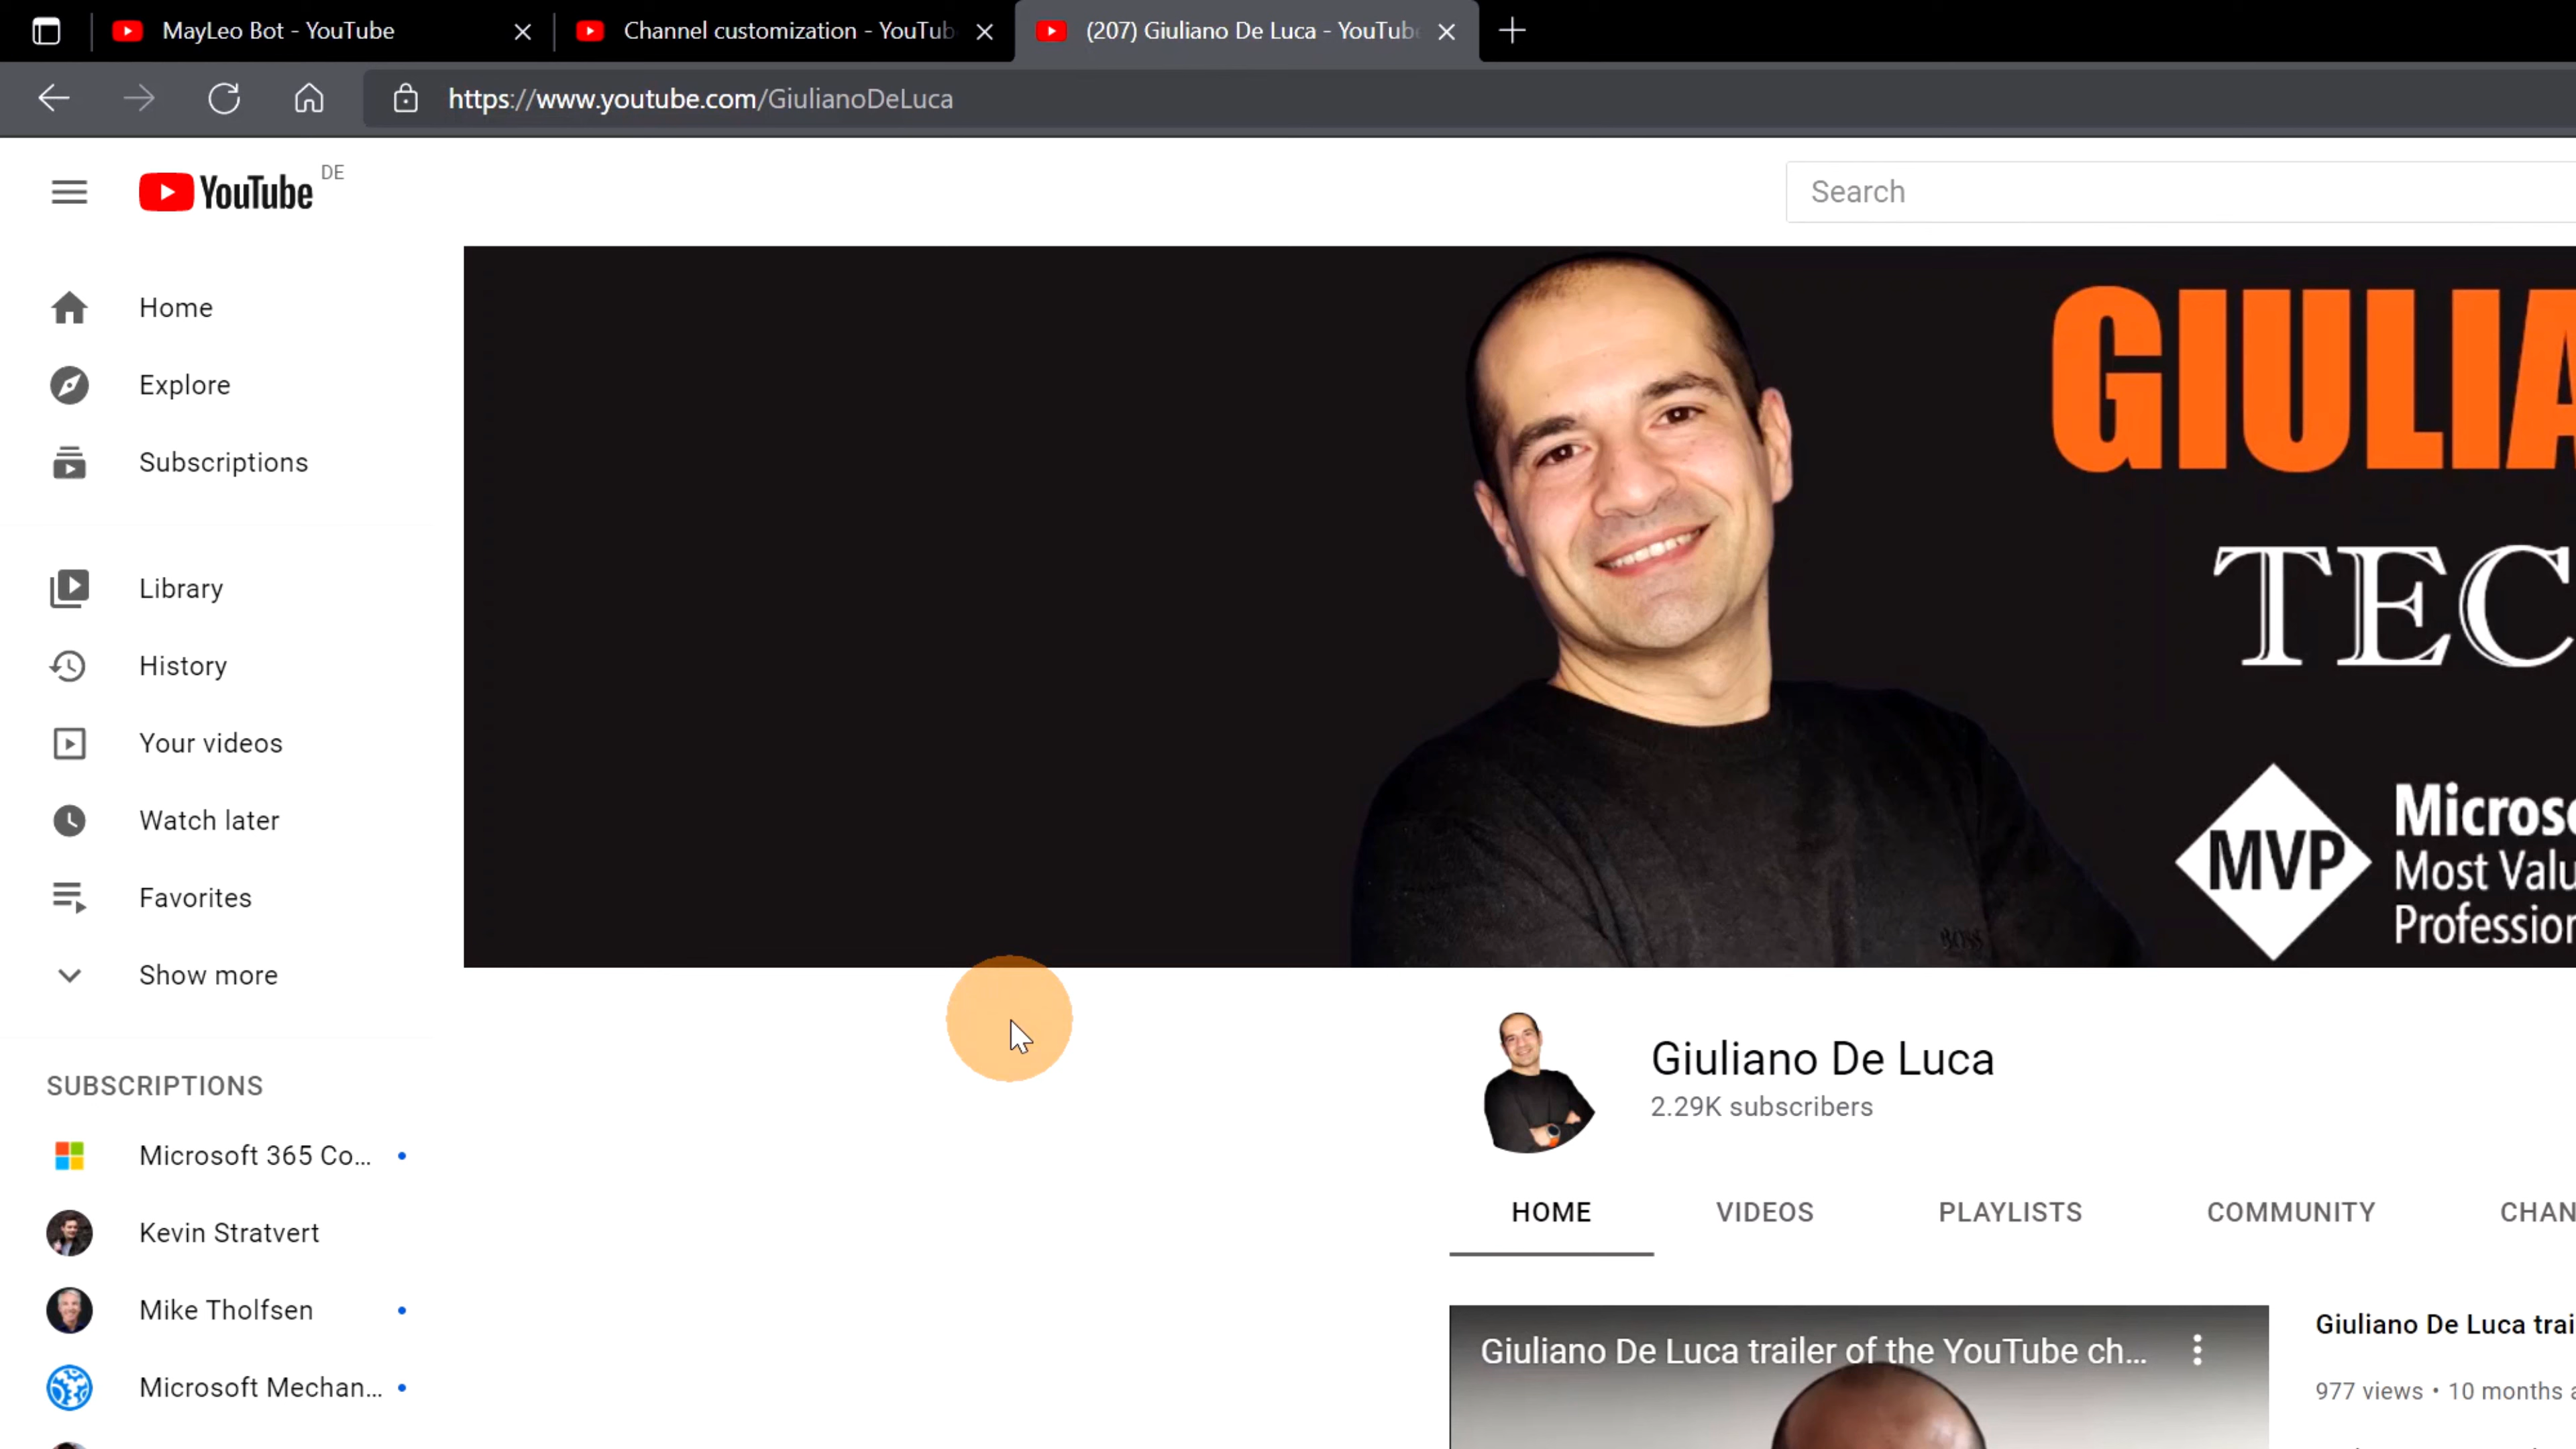 MayLeo Bot - YouTube
Channel customization - YouTub
(207) Giuliano De Luca - YouTube
https://www.youtube.com/GiulianoDeLuca
YouTube DE
Search
Home
Explore
Subscriptions
Library
History
Your videos
Watch later
Favorites
Show more
SUBSCRIPTIONS
Microsoft 365 Co...
Kevin Stratvert
Mike Tholfsen
Microsoft Mechan...
GIULIA
TEC
MVP
Microso
Most Valu
Profession
BOSS
Giuliano De Luca
2.29K subscribers
HOME
VIDEOS
PLAYLISTS
COMMUNITY
CHAN
Giuliano De Luca trailer of the YouTube ch...
Giuliano De Luca trai
977 views • 10 months a